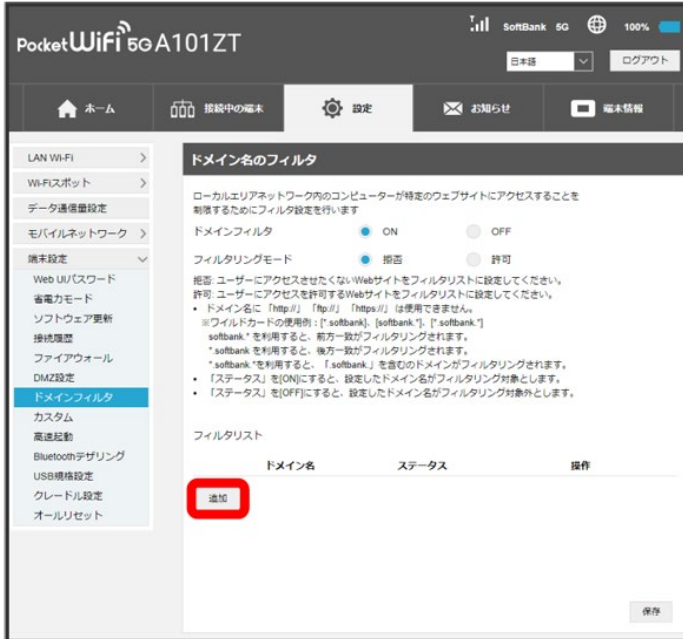 Pocket WiFi 5G A101ZT
SoftBank 5G 100%
日本語 ログアウト
ホーム 接続中の端末 設定 お知らせ 端末情報
LAN Wi-Fi
Wi-Fiスポット
データ通信量設定
モバイルネットワーク
端末設定
Web UIパスワード
省電力モード
ソフトウェア更新
接続履歴
ファイアウォール
DMZ設定
ドメインフィルタ
カスタム
高速起動
Bluetoothテザリング
USB規格設定
クレードル設定
オールリセット
ドメイン名のフィルタ
ローカルエリアネットワーク内のコンピューターが特定のウェブサイトにアクセスすることを
制限するためにフィルタ設定を行います
ドメインフィルタ ON OFF
フィルタリングモード 拒否 許可
拒否: ユーザーにアクセスさせたくないWebサイトをフィルタリストに設定してください。
許可: ユーザーにアクセスを許可するWebサイトをフィルタリストに設定してください。
• ドメイン名に 「http://」 「ftp://」 「https://」 は使用できません。
※ワイルドカードの使用例 : [*.softbank]、[softbank.*]、[*.softbank.*]
softbank.* を利用すると、前方一致がフィルタリングされます。
*.softbank を利用すると、後方一致がフィルタリングされます。
*.softbank.*を利用すると、「.softbank.」を含むのドメインがフィルタリングされます。
• 「ステータス」を[ON]にすると、設定したドメイン名がフィルタリング対象とします。
• 「ステータス」を[OFF]にすると、設定したドメイン名がフィルタリング対象外とします。
フィルタリスト
ドメイン名 ステータス 操作
追加
保存